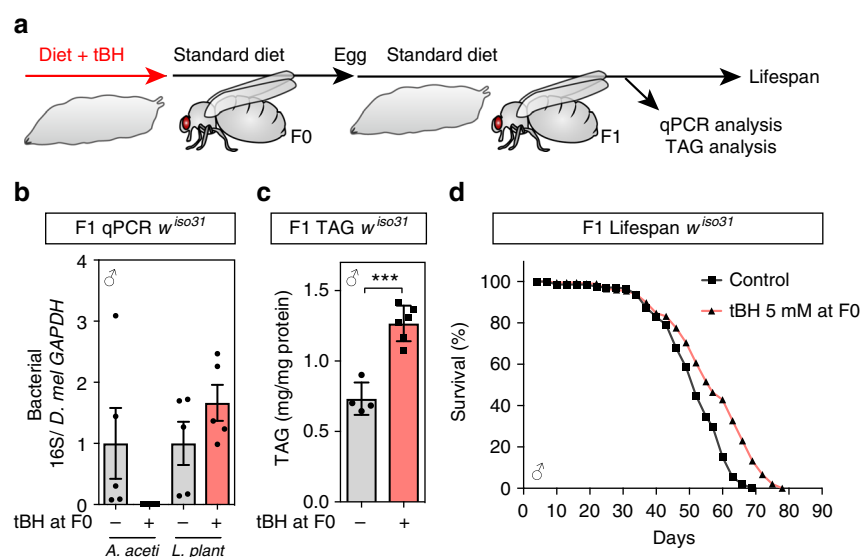 a
Diet + tBH
Standard diet
Egg
Standard diet
Lifespan
F0
F1
qPCR analysis
TAG analysis
b
F1 qPCR w^iso31
♂
Bacterial
16S/ D. mel GAPDH
4
3
2
1
0
tBH at F0
– + – +
A. aceti
L. plant
c
F1 TAG w^iso31
♂
***
TAG (mg/mg protein)
1.5
1.0
0.5
0.0
tBH at F0
– +
d
F1 Lifespan w^iso31
Control
tBH 5 mM at F0
Survival (%)
100
80
60
40
20
0
♂
0 10 20 30 40 50 60 70 80 90
Days